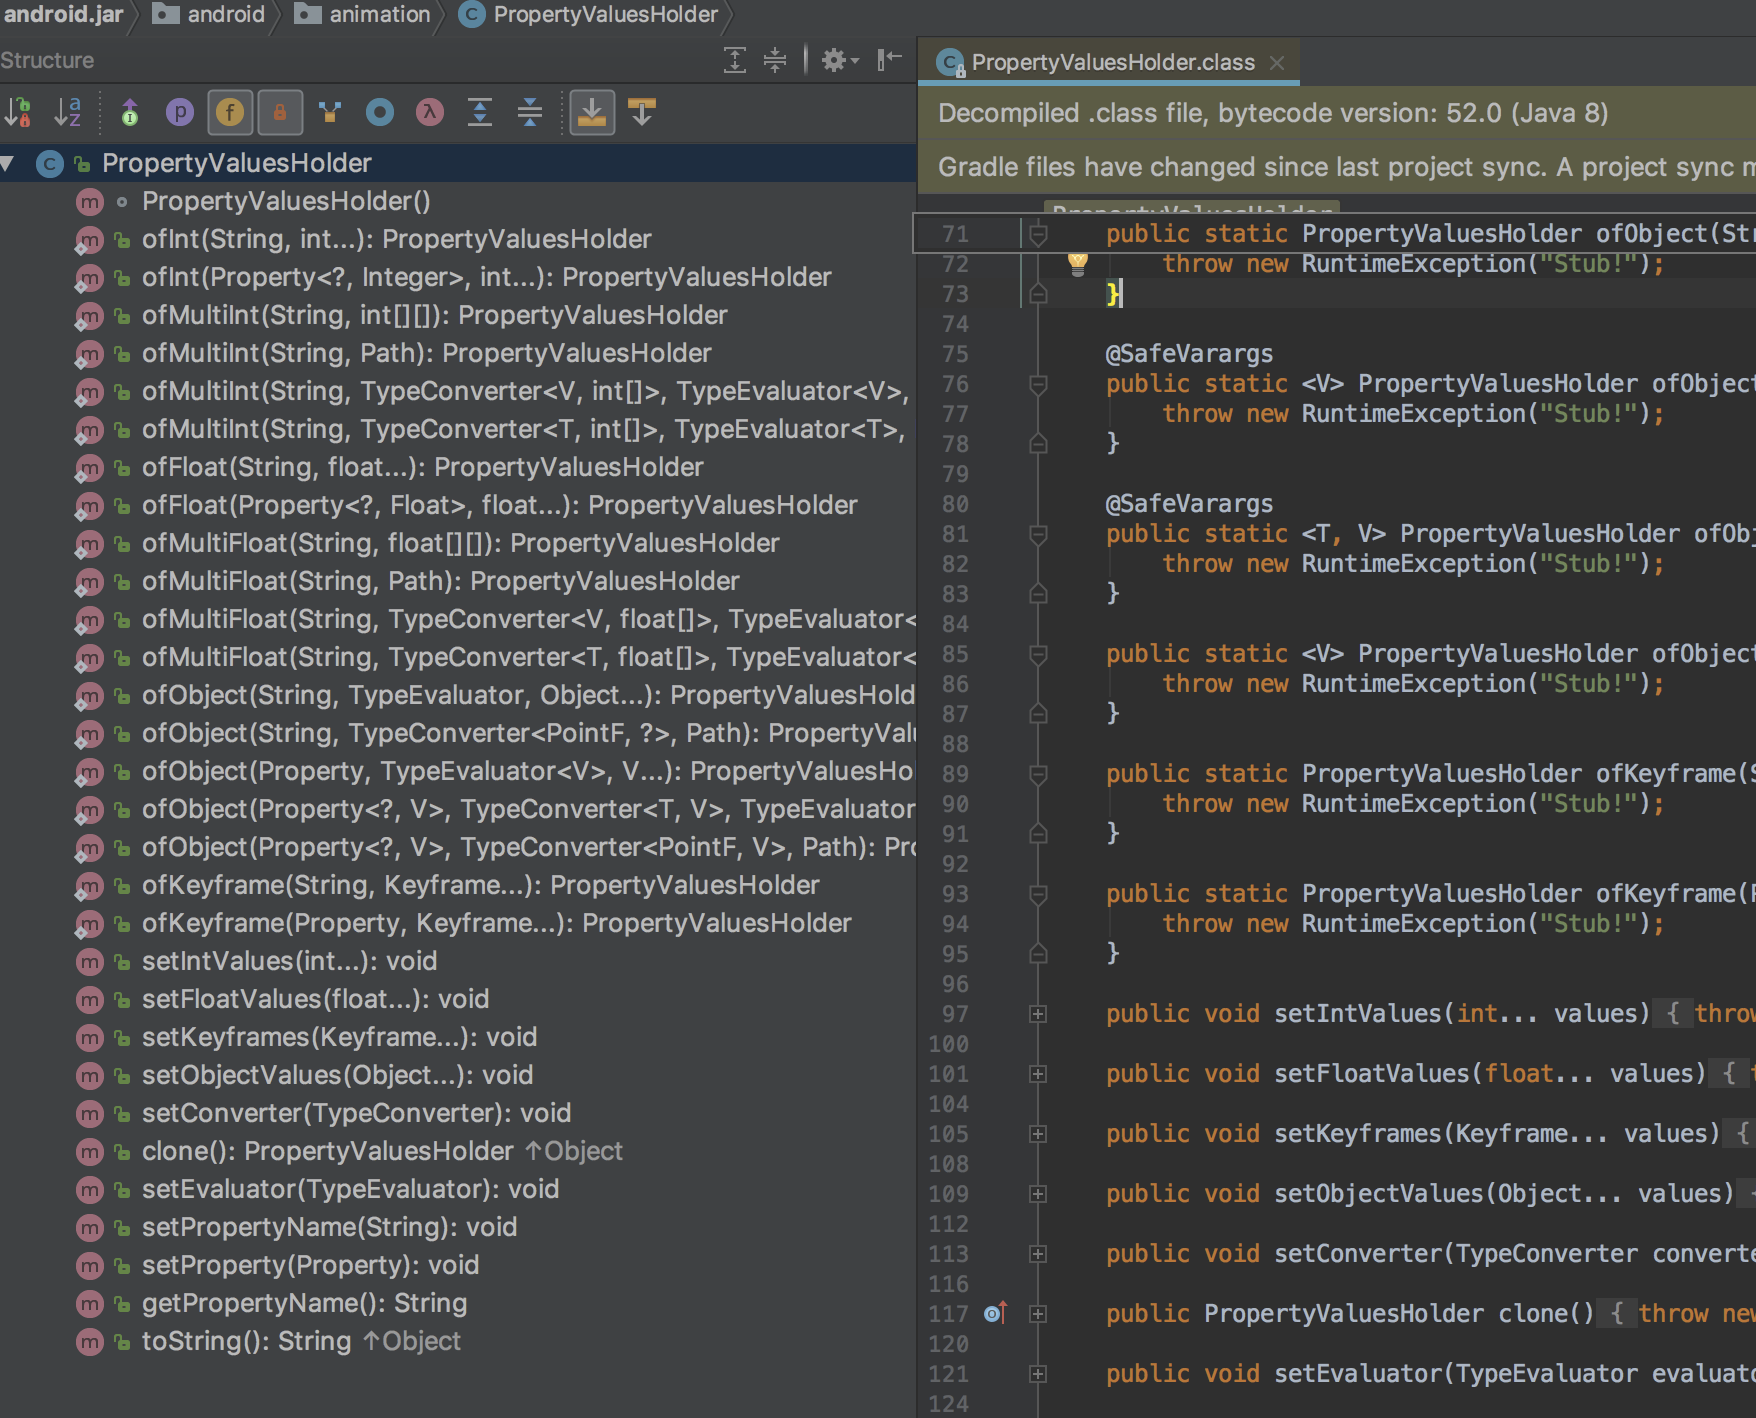 android.jar android animation C PropertyValuesHolder
Structure
PropertyValuesHolder
PropertyValuesHolder()
ofInt(String, int...): PropertyValuesHolder
ofInt(Property<?, Integer>, int...): PropertyValuesHolder
ofMultiInt(String, int[][]): PropertyValuesHolder
ofMultiInt(String, Path): PropertyValuesHolder
ofMultiInt(String, TypeConverter<V, int[]>, TypeEvaluator<V>,
ofMultiInt(String, TypeConverter<T, int[]>, TypeEvaluator<T>,
ofFloat(String, float...): PropertyValuesHolder
ofFloat(Property<?, Float>, float...): PropertyValuesHolder
ofMultiFloat(String, float[][]): PropertyValuesHolder
ofMultiFloat(String, Path): PropertyValuesHolder
ofMultiFloat(String, TypeConverter<V, float[]>, TypeEvaluator<
ofMultiFloat(String, TypeConverter<T, float[]>, TypeEvaluator<
ofObject(String, TypeEvaluator, Object...): PropertyValuesHold
ofObject(String, TypeConverter<PointF, ?>, Path): PropertyVal
ofObject(Property, TypeEvaluator<V>, V...): PropertyValuesHo
ofObject(Property<?, V>, TypeConverter<T, V>, TypeEvaluator
ofObject(Property<?, V>, TypeConverter<PointF, V>, Path): Pro
ofKeyframe(String, Keyframe...): PropertyValuesHolder
ofKeyframe(Property, Keyframe...): PropertyValuesHolder
setIntValues(int...): void
setFloatValues(float...): void
setKeyframes(Keyframe...): void
setObjectValues(Object...): void
setConverter(TypeConverter): void
clone(): PropertyValuesHolder ↑Object
setEvaluator(TypeEvaluator): void
setPropertyName(String): void
setProperty(Property): void
getPropertyName(): String
toString(): String ↑Object
PropertyValuesHolder.class
Decompiled .class file, bytecode version: 52.0 (Java 8)
Gradle files have changed since last project sync. A project sync m
PropertyValuesHolder
71 public static PropertyValuesHolder ofObject(Str
72 throw new RuntimeException("Stub!");
73 }
74
75 @SafeVarargs
76 public static <V> PropertyValuesHolder ofObject
77 throw new RuntimeException("Stub!");
78 }
79
80 @SafeVarargs
81 public static <T, V> PropertyValuesHolder ofObj
82 throw new RuntimeException("Stub!");
83 }
84
85 public static <V> PropertyValuesHolder ofObject
86 throw new RuntimeException("Stub!");
87 }
88
89 public static PropertyValuesHolder ofKeyframe(S
90 throw new RuntimeException("Stub!");
91 }
92
93 public static PropertyValuesHolder ofKeyframe(P
94 throw new RuntimeException("Stub!");
95 }
96
97 public void setIntValues(int... values) { throw
100
101 public void setFloatValues(float... values) { t
104
105 public void setKeyframes(Keyframe... values) {
108
109 public void setObjectValues(Object... values) {
112
113 public void setConverter(TypeConverter converte
116
117 public PropertyValuesHolder clone() { throw new
120
121 public void setEvaluator(TypeEvaluator evaluato
124